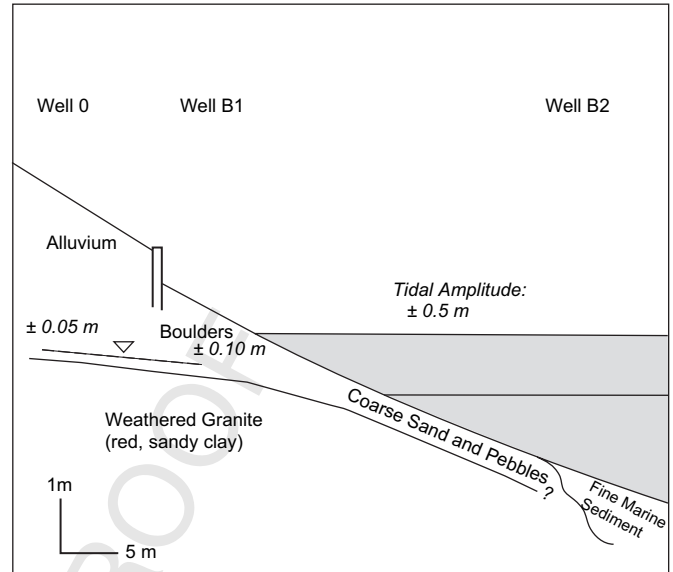 Well 0
Well B1
Well B2
Alluvium
Tidal Amplitude:
± 0.5 m
± 0.05 m
Boulders
± 0.10 m
Coarse Sand and Pebbles
?
Weathered Granite
(red, sandy clay)
Fine Marine
Sediment
1m
5 m
ROOF